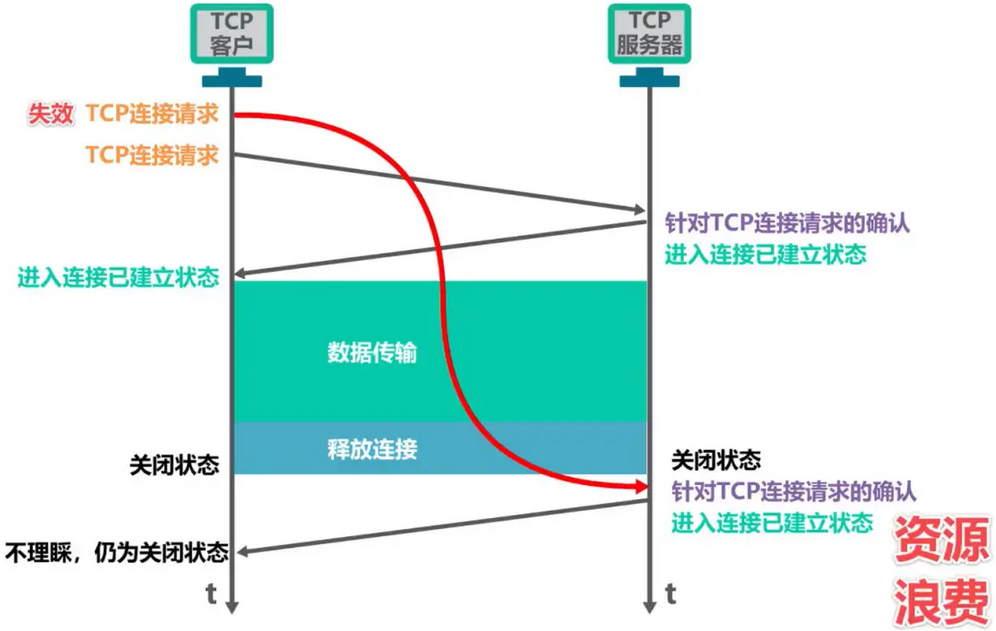 TCP
客户
TCP
服务器
失效 TCP连接请求
TCP连接请求
针对TCP连接请求的确认
进入连接已建立状态
进入连接已建立状态
数据传输
释放连接
关闭状态
关闭状态
针对TCP连接请求的确认
进入连接已建立状态
资源
浪费
不理睬，仍为关闭状态
t
t